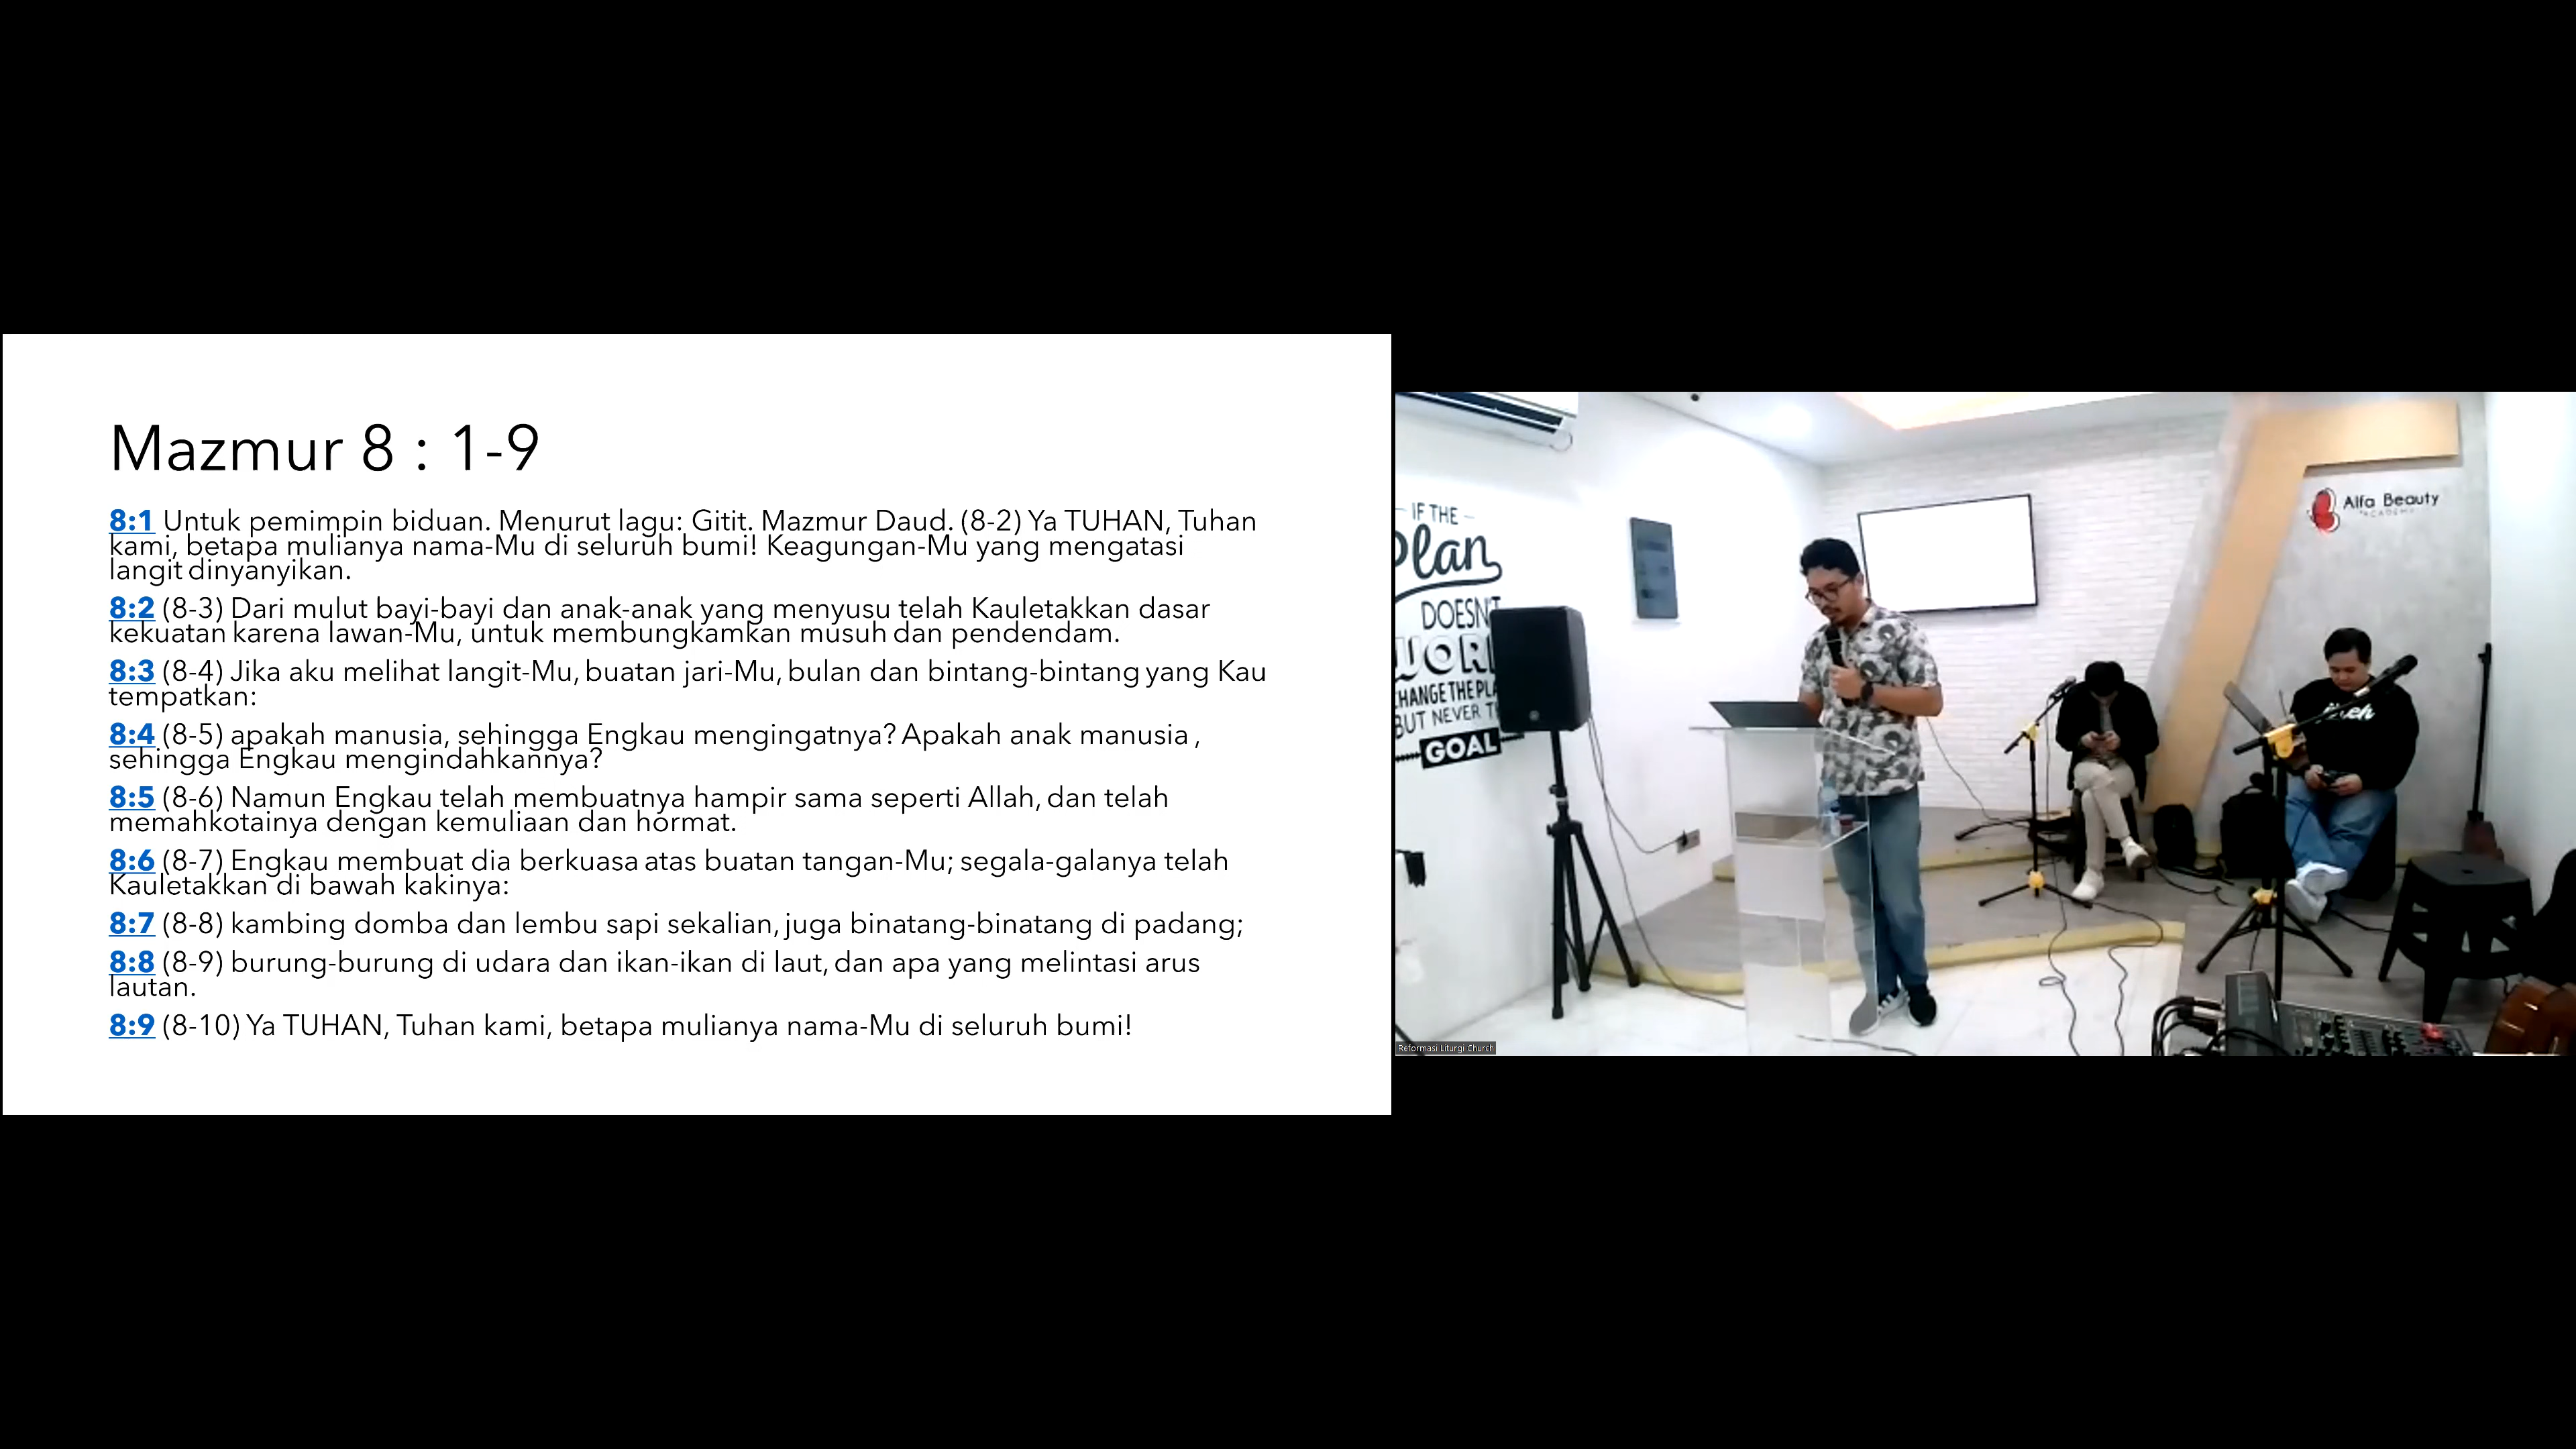 Mazmur 8 : 1-9
8:1 Untuk pemimpin biduan. Menurut lagu: Gitit. Mazmur Daud. (8-2) Ya TUHAN, Tuhan
kami, betapa mulianya nama-Mu di seluruh bumi! Keagungan-Mu yang mengatasi
langit dinyanyikan.
8:2 (8-3) Dari mulut bayi-bayi dan anak-anak yang menyusu telah Kauletakkan dasar
kekuatan karena lawan-Mu, untuk membungkamkan musuh dan pendendam.
8:3 (8-4) Jika aku melihat langit-Mu, buatan jari-Mu, bulan dan bintang-bintang yang Kau
tempatkan:
8:4 (8-5) apakah manusia, sehingga Engkau mengingatnya? Apakah anak manusia ,
sehingga Engkau mengindahkannya?
8:5 (8-6) Namun Engkau telah membuatnya hampir sama seperti Allah, dan telah
memahkotainya dengan kemuliaan dan hormat.
8:6 (8-7) Engkau membuat dia berkuasa atas buatan tangan-Mu; segala-galanya telah
Kauletakkan di bawah kakinya:
8:7 (8-8) kambing domba dan lembu sapi sekalian, juga binatang-binatang di padang;
8:8 (8-9) burung-burung di udara dan ikan-ikan di laut, dan apa yang melintasi arus
lautan.
8:9 (8-10) Ya TUHAN, Tuhan kami, betapa mulianya nama-Mu di seluruh bumi!
IF THE
Plan
DOESN'T
WOR
CHANGE THE PLA
BUT NEVER T
GOAL
Alfa Beauty
ACADEMY
Reformasi Liturgi Church